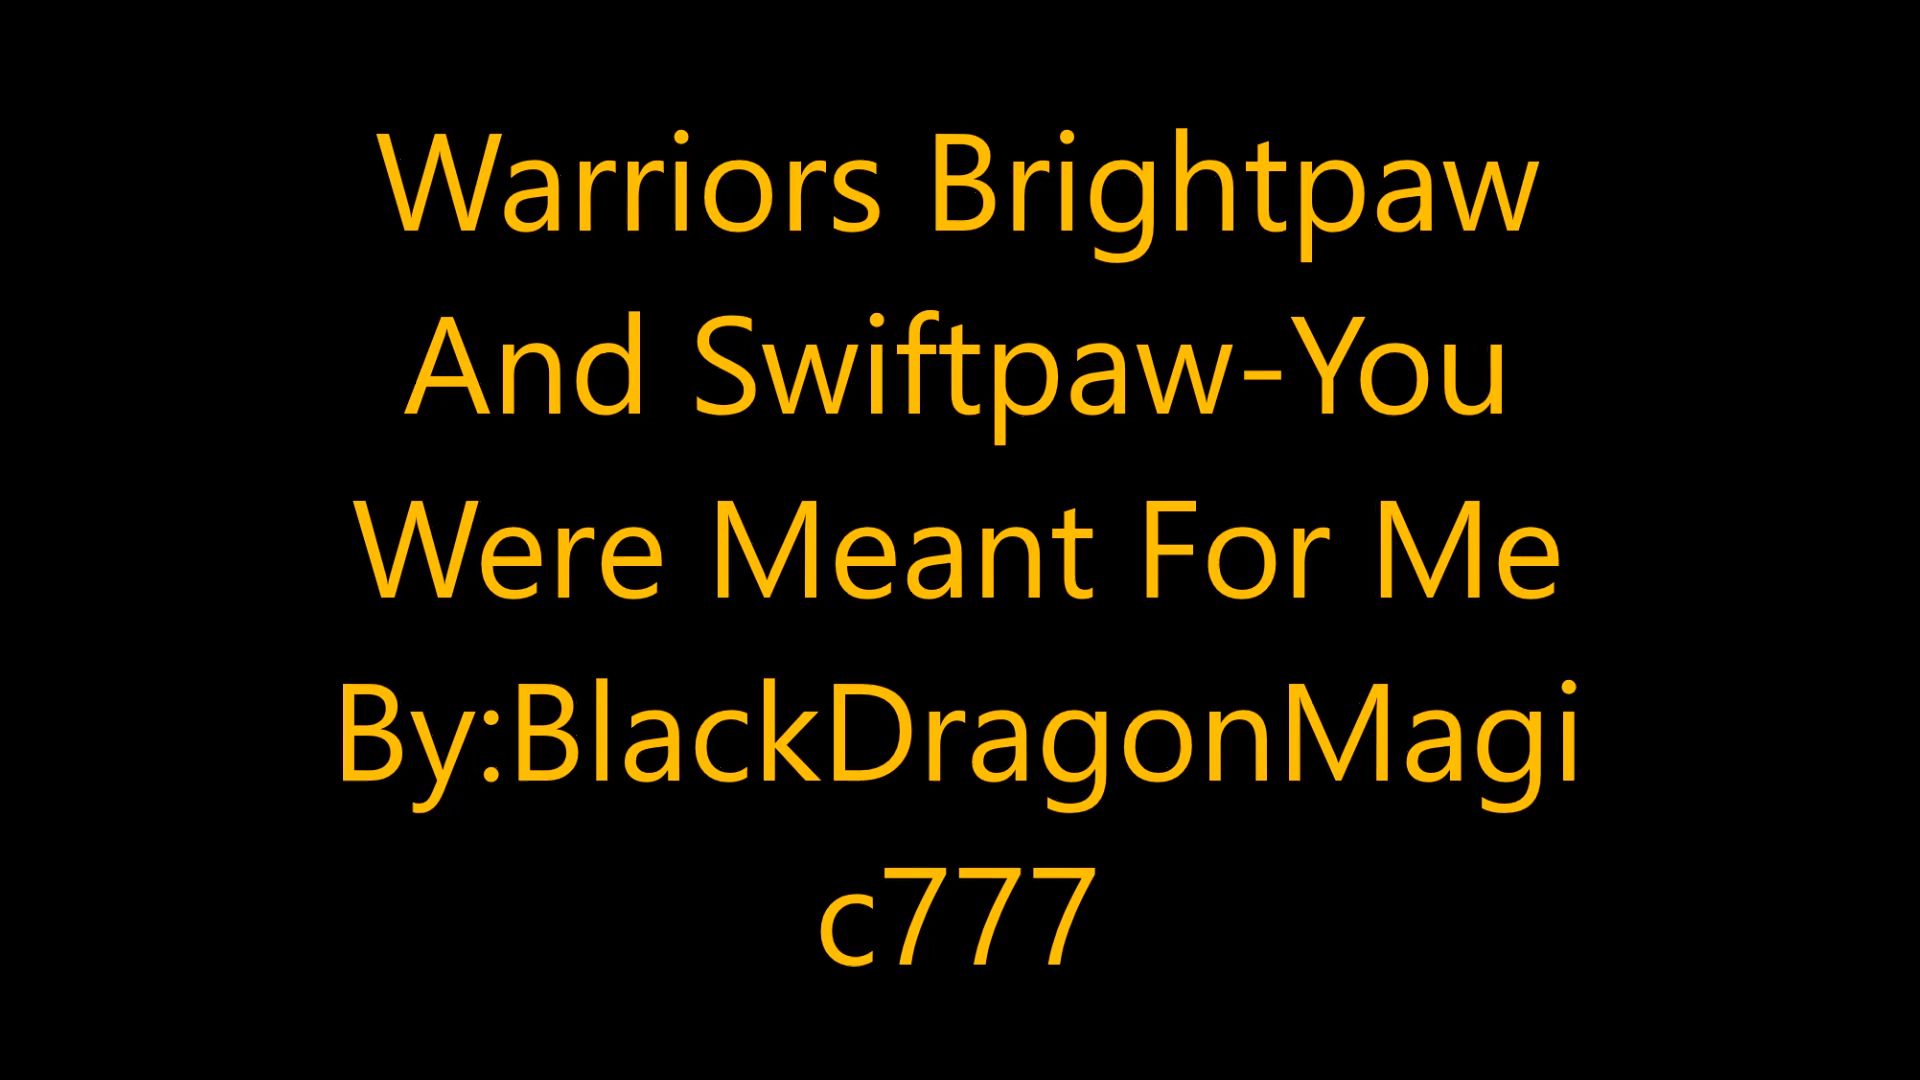 Warriors Brightpaw
And Swiftpaw-You
Were Meant For Me
By:BlackDragonMagi
c777